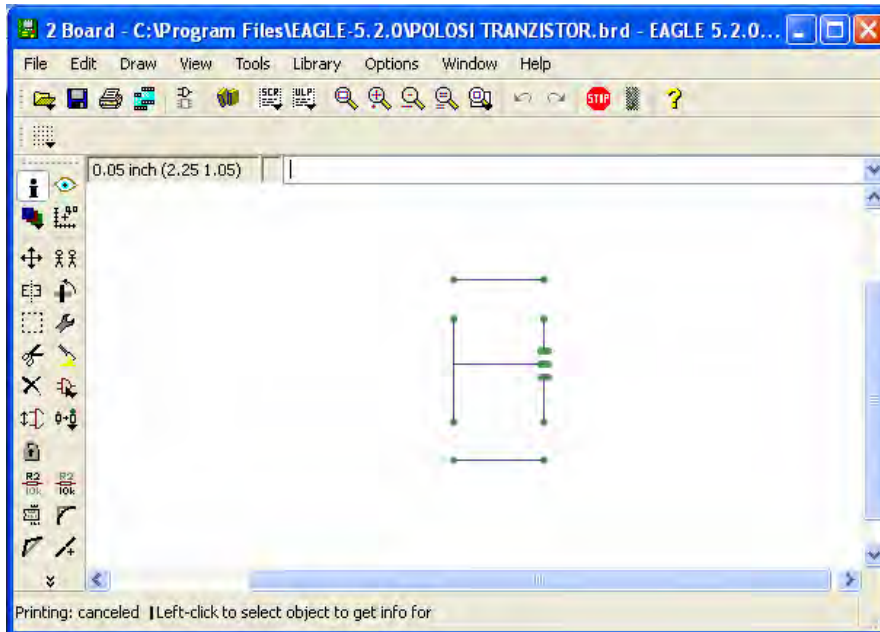 2 Board - C:\Program Files\EAGLE-5.2.0\POLOSI TRANZISTOR.brd - EAGLE 5.2.0...
File Edit Draw View Tools Library Options Window Help
SCR ULP STOP ?
0.05 inch (2.25 1.05)
i
R2 R2
10k 10k
Printing: canceled Left-click to select object to get info for